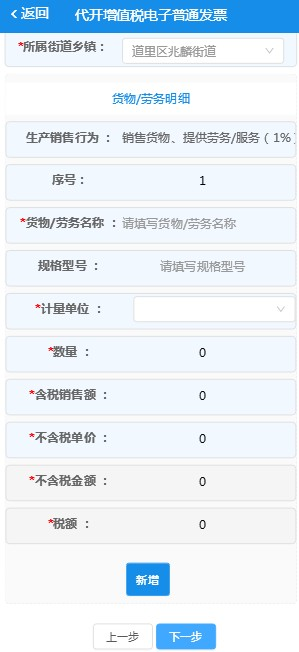 返回 代开增值税电子普通发票
*所属街道乡镇： 道里区兆麟街道
货物/劳务明细
生产销售行为 ： 销售货物、提供劳务/服务（1%）
序号： 1
*货物/劳务名称 ： 请填写货物/劳务名称
规格型号 ： 请填写规格型号
*计量单位 ：
*数量 ： 0
*含税销售额 ： 0
*不含税单价 ： 0
*不含税金额 ： 0
*税额 ： 0
新增
上一步 下一步